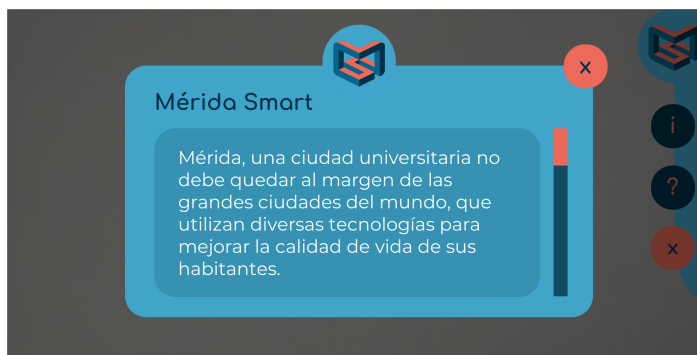 x
Mérida Smart
Mérida, una ciudad universitaria no
debe quedar al margen de las
grandes ciudades del mundo, que
utilizan diversas tecnologías para
mejorar la calidad de vida de sus
habitantes.
i
?
x